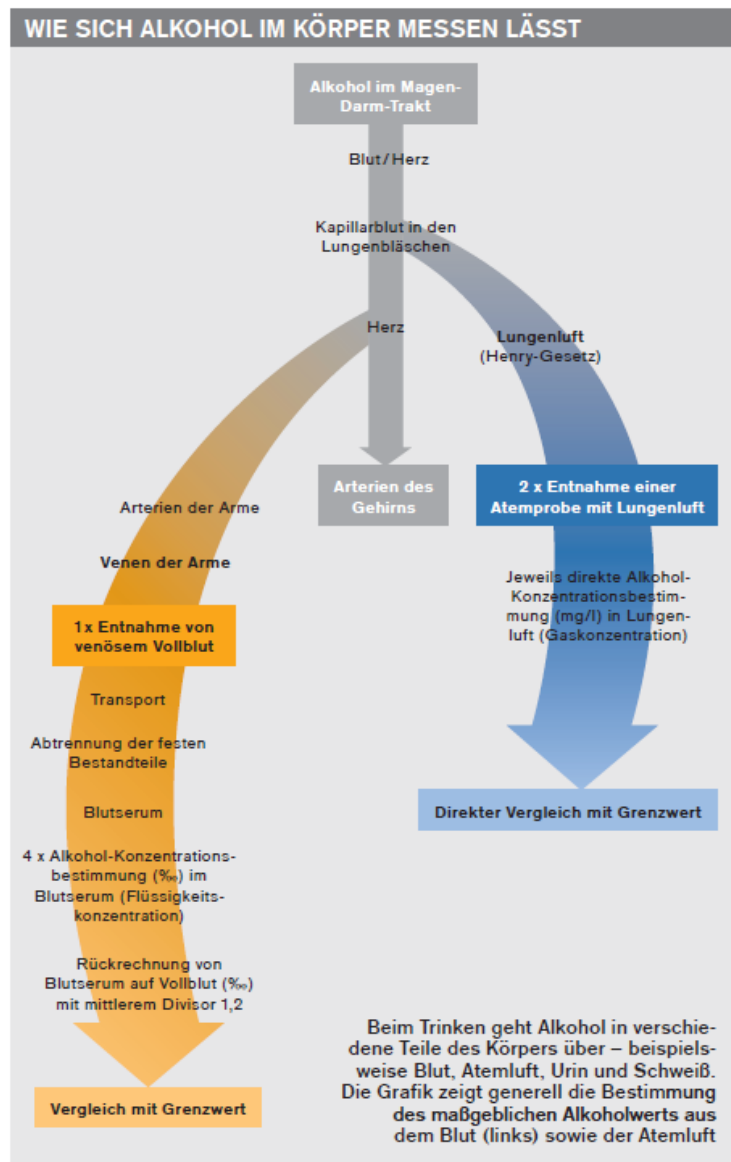 WIE SICH ALKOHOL IM KÖRPER MESSEN LÄSST
Alkohol im Magen-
Darm-Trakt
Blut/Herz
Kapillarblut in den
Lungenbläschen
Herz
Lungenluft
(Henry-Gesetz)
Arterien des
Gehirns
2 x Entnahme einer
Atemprobe mit Lungenluft
Jeweils direkte Alkohol-
Konzentrationsbestim-
mung (mg/l) in Lungen-
luft (Gaskonzentration)
Direkter Vergleich mit Grenzwert
Arterien der Arme
Venen der Arme
1x Entnahme von
venösem Vollblut
Transport
Abtrennung der festen
Bestandteile
Blutserum
4 x Alkohol-Konzentrations-
bestimmung (‰) im
Blutserum (Flüssigkeits-
konzentration)
Rückrechnung von
Blutserum auf Vollblut (‰)
mit mittlerem Divisor 1,2
Vergleich mit Grenzwert
Beim Trinken geht Alkohol in verschie-
dene Teile des Körpers über – beispiels-
weise Blut, Atemluft, Urin und Schweiß.
Die Grafik zeigt generell die Bestimmung
des maßgeblichen Alkoholwerts aus
dem Blut (links) sowie der Atemluft